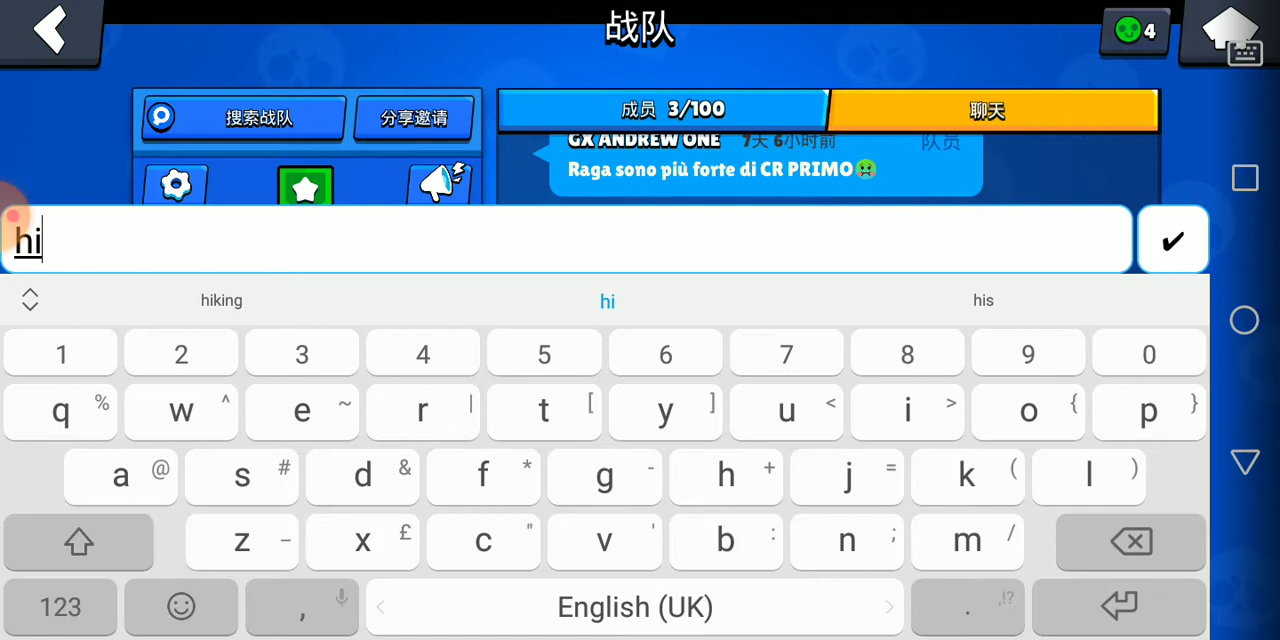 战队
4
搜索战队
分享邀请
成员 3/100
聊天
GX ANDREW ONE 7天 6小时前 队员
Raga sono più forte di CR PRIMO🤢
hi
✔
hiking hi his
1 2 3 4 5 6 7 8 9 0
q % w ^ e ~ r | t [ y ] u < i > o { p }
a @ s # d & f * g - h + j = k ( l )
z – x £ c " v ' b : n ; m /
123 , < English (UK) > . ,!?